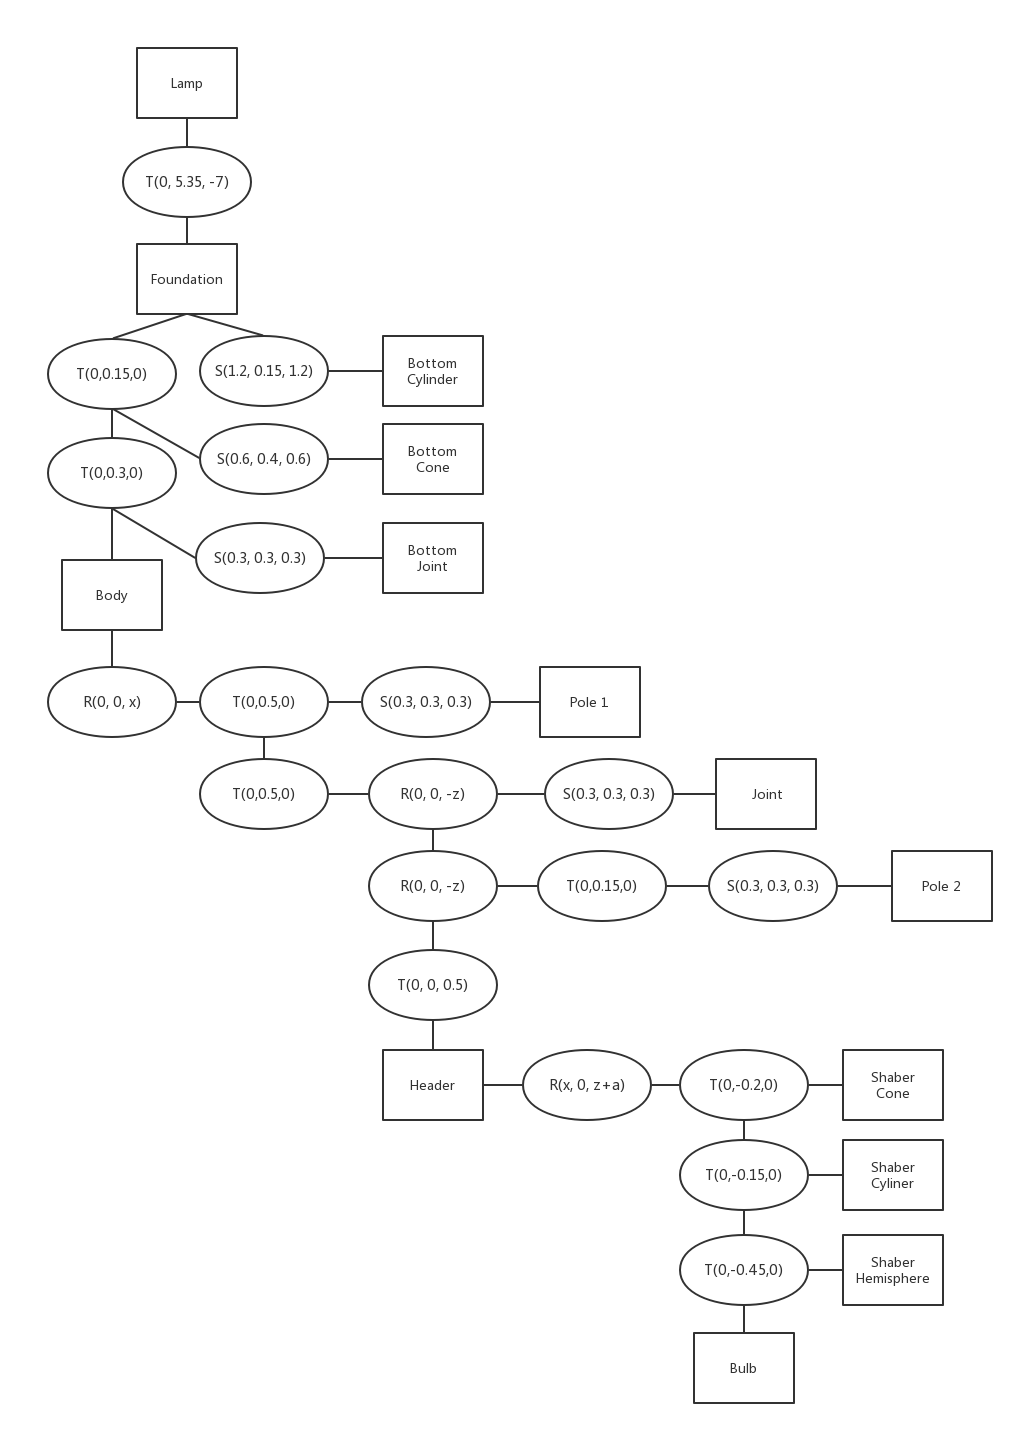 Lamp
T(0, 5.35, -7)
Foundation
T(0,0.15,0)
S(1.2, 0.15, 1.2)
Bottom
Cylinder
S(0.6, 0.4, 0.6)
Bottom
Cone
T(0,0.3,0)
S(0.3, 0.3, 0.3)
Bottom
Joint
Body
R(0, 0, x)
T(0,0.5,0)
S(0.3, 0.3, 0.3)
Pole 1
T(0,0.5,0)
R(0, 0, -z)
S(0.3, 0.3, 0.3)
Joint
R(0, 0, -z)
T(0,0.15,0)
S(0.3, 0.3, 0.3)
Pole 2
T(0, 0, 0.5)
Header
R(x, 0, z+a)
T(0,-0.2,0)
Shaber
Cone
T(0,-0.15,0)
Shaber
Cyliner
T(0,-0.45,0)
Shaber
Hemisphere
Bulb